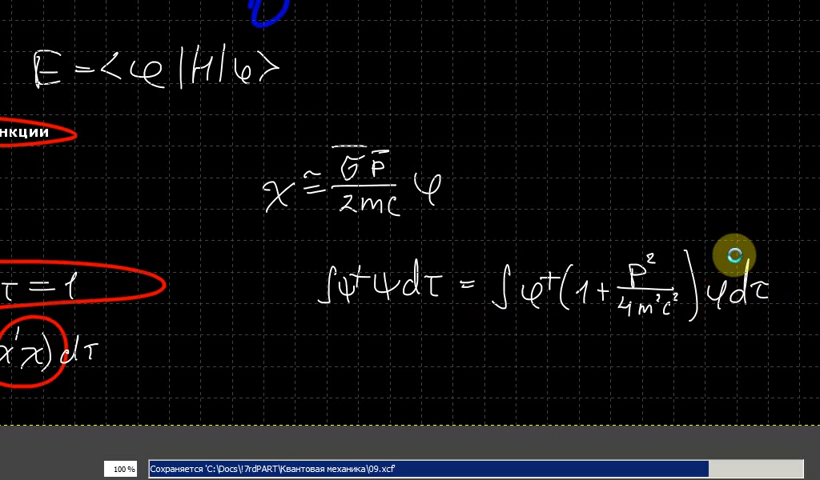 E = <φ|H|φ>
нкции
χ ≅ σ̄ p̄ / 2mc φ
τ = 1
∫ψ⁺ψdτ = ∫φ⁺(1 + p²/4m²c²)φdτ
χ⁺χ) dτ
100 %
Сохраняется 'C:\Docs\!7rdPART\Квантовая механика\09.xcf'